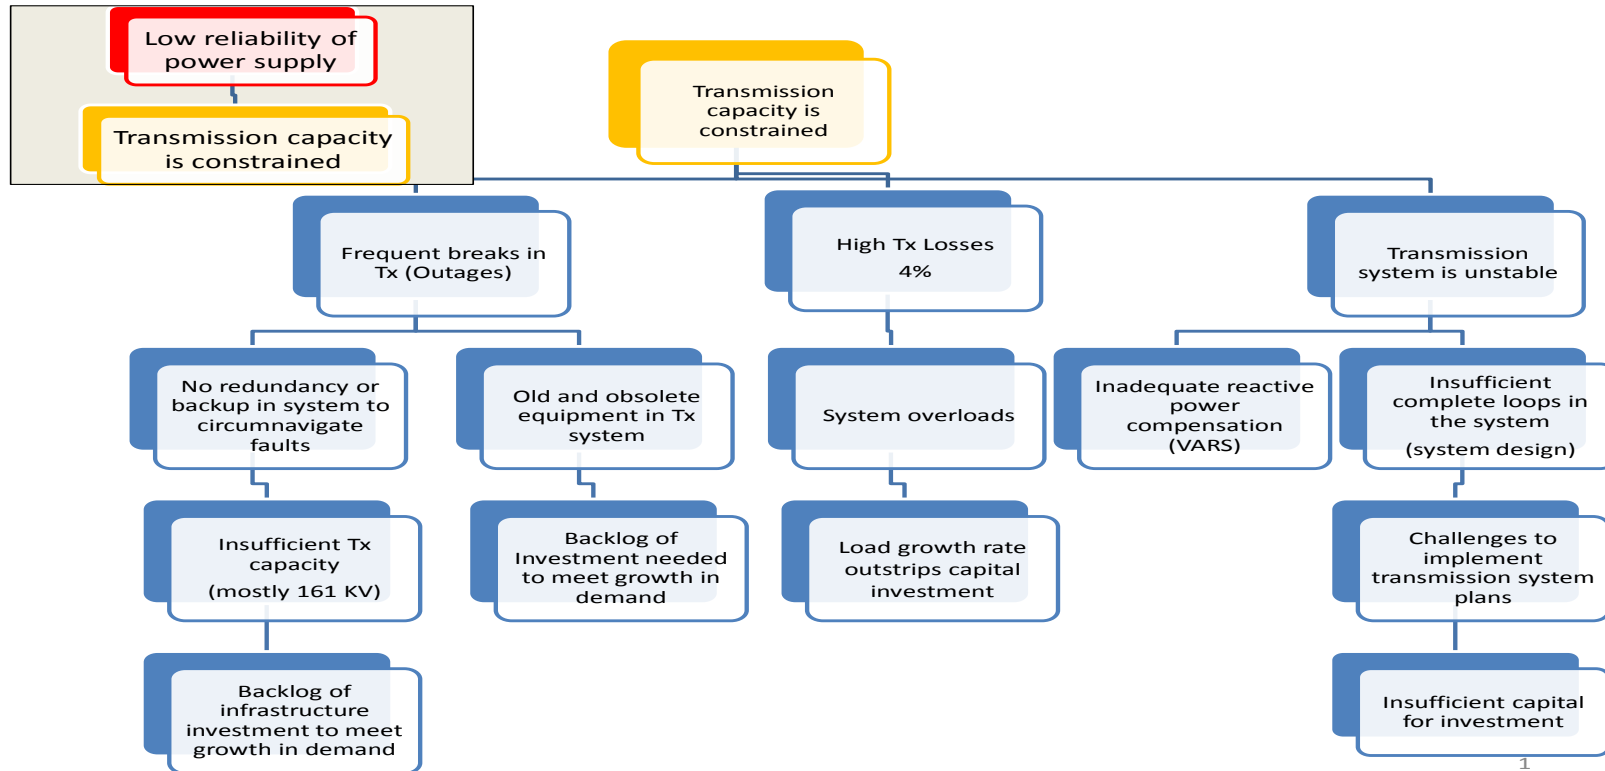 Low reliability of
power supply
Transmission capacity
is constrained
Transmission
capacity is
constrained
Frequent breaks in
Tx (Outages)
High Tx Losses
4%
Transmission
system is unstable
No redundancy or
backup in system to
circumnavigate
faults
Old and obsolete
equipment in Tx
system
System overloads
Inadequate reactive
power
compensation
(VARS)
Insufficient
complete loops in
the system
(system design)
Insufficient Tx
capacity
(mostly 161 KV)
Backlog of
Investment needed
to meet growth in
demand
Load growth rate
outstrips capital
investment
Challenges to
implement
transmission system
plans
Backlog of
infrastructure
investment to meet
growth in demand
Insufficient capital
for investment
1